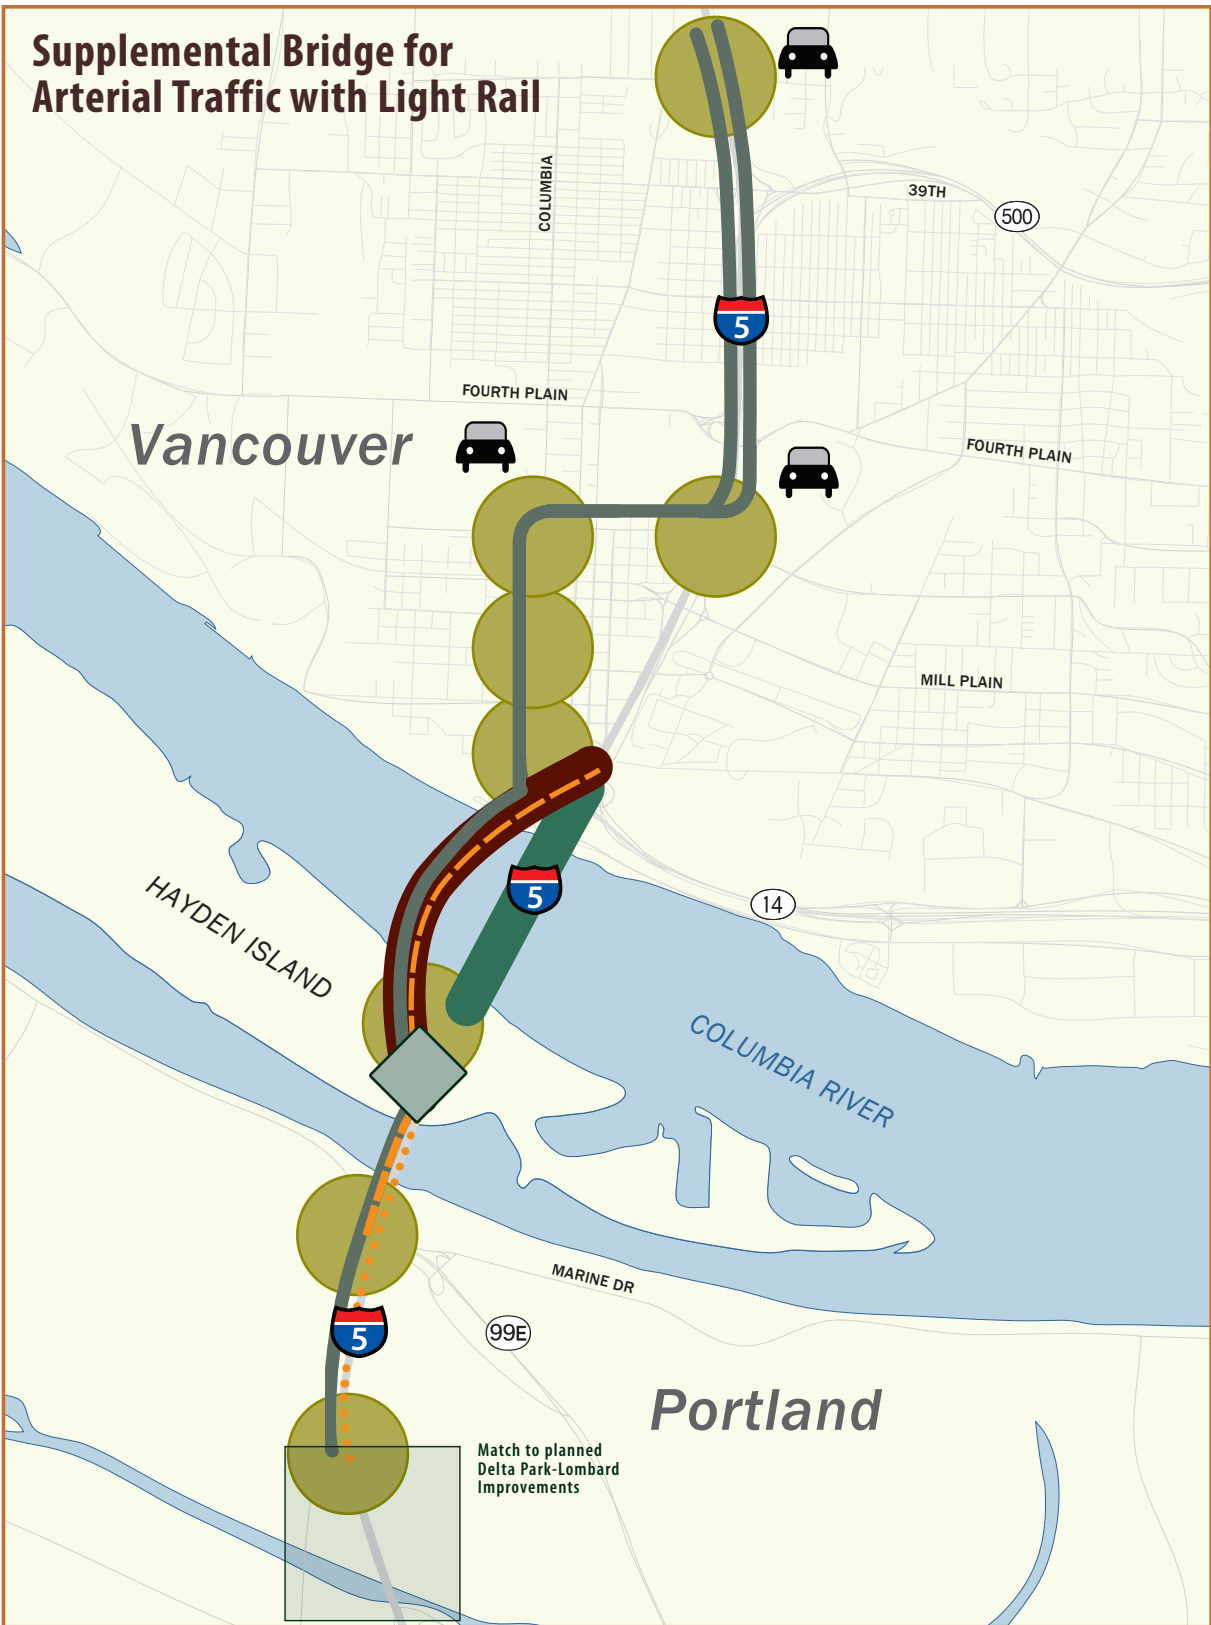 Supplemental Bridge for
Arterial Traffic with Light Rail
COLUMBIA
39TH
500
5
FOURTH PLAIN
Vancouver
FOURTH PLAIN
MILL PLAIN
HAYDEN ISLAND
5
14
COLUMBIA RIVER
MARINE DR
5
99E
Portland
Match to planned
Delta Park-Lombard
Improvements